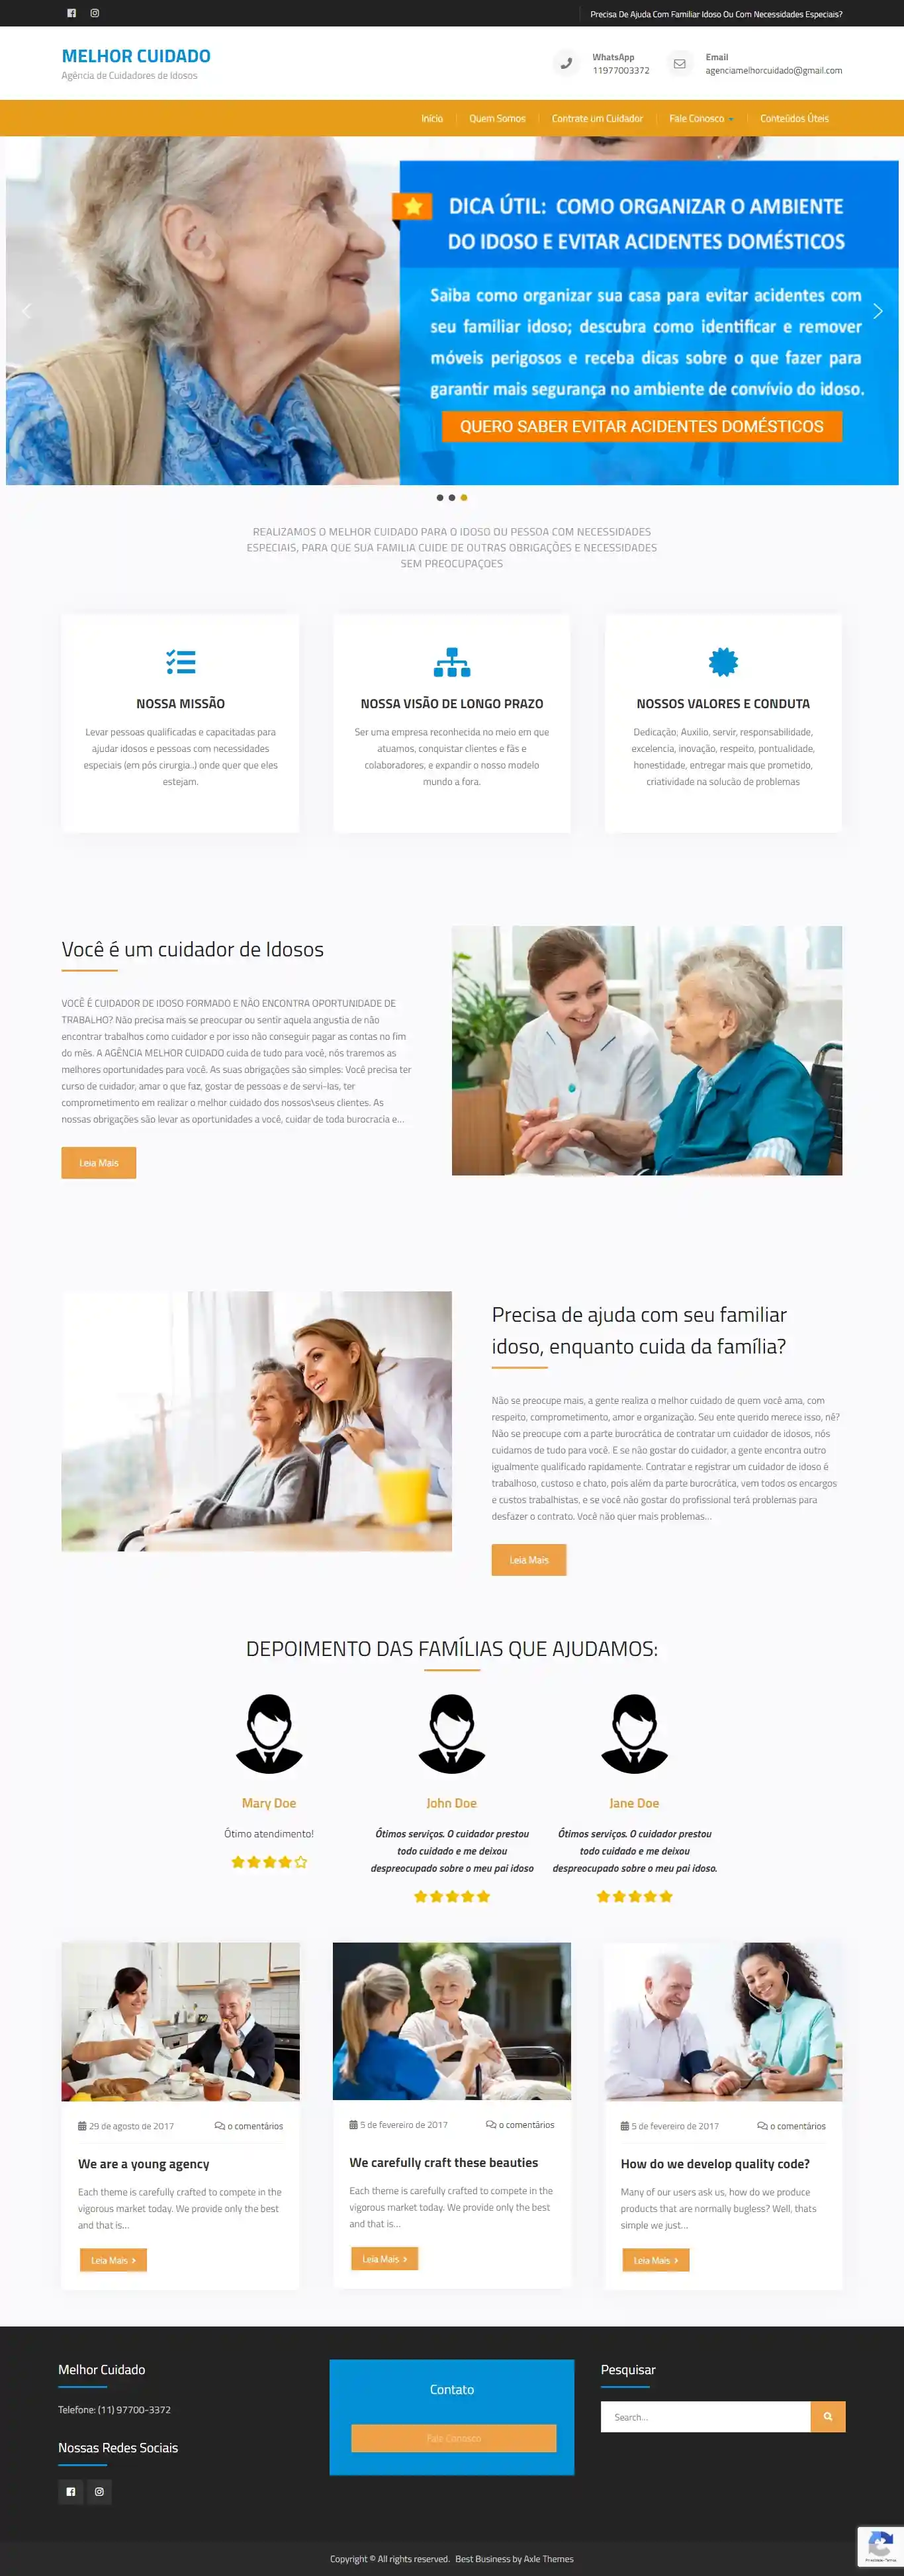 Precisa De Ajuda Com Familiar Idoso Ou Com Necessidades Especiais?
MELHOR CUIDADO
Agência de Cuidadores de Idosos
WhatsApp
11977003372
Email
agenciamelhorcuidado@gmail.com
Início
Quem Somos
Contrate um Cuidador
Fale Conosco
Conteúdos Úteis
DICA ÚTIL: COMO ORGANIZAR O AMBIENTE
DO IDOSO E EVITAR ACIDENTES DOMÉSTICOS
Saiba como organizar sua casa para evitar acidentes com
seu familiar idoso; descubra como identificar e remover
móveis perigosos e receba dicas sobre o que fazer para
garantir mais segurança no ambiente de convívio do idoso.
QUERO SABER EVITAR ACIDENTES DOMÉSTICOS
REALIZAMOS O MELHOR CUIDADO PARA O IDOSO OU PESSOA COM NECESSIDADES
ESPECIAIS, PARA QUE SUA FAMILIA CUIDE DE OUTRAS OBRIGAÇÕES E NECESSIDADES
SEM PREOCUPAÇOES
NOSSA MISSÃO
Levar pessoas qualificadas e capacitadas para
ajudar idosos e pessoas com necessidades
especiais (em pós cirurgia..) onde quer que eles
estejam.
NOSSA VISÃO DE LONGO PRAZO
Ser uma empresa reconhecida no meio em que
atuamos, conquistar clientes e fãs e
colaboradores, e expandir o nosso modelo
mundo a fora.
NOSSOS VALORES E CONDUTA
Dedicação, Auxilio, servir, responsabilidade,
excelencia, inovação, respeito, pontualidade,
honestidade, entregar mais que prometido,
criatividade na solucão de problemas
Você é um cuidador de Idosos
VOCÊ É CUIDADOR DE IDOSO FORMADO E NÃO ENCONTRA OPORTUNIDADE DE
TRABALHO? Não precisa mais se preocupar ou sentir aquela angustia de não
encontrar trabalhos como cuidador e por isso não conseguir pagar as contas no fim
do mês. A AGÊNCIA MELHOR CUIDADO cuida de tudo para você, nós traremos as
melhores oportunidades para você. As suas obrigações são simples: Você precisa ter
curso de cuidador, amar o que faz, gostar de pessoas e de servi-las, ter
comprometimento em realizar o melhor cuidado dos nossos\seus clientes. As
nossas obrigações são levar as oportunidades a você, cuidar de toda burocracia e…
Leia Mais
Precisa de ajuda com seu familiar
idoso, enquanto cuida da família?
Não se preocupe mais, a gente realiza o melhor cuidado de quem você ama, com
respeito, comprometimento, amor e organização. Seu ente querido merece isso, nê?
Não se preocupe com a parte burocrática de contratar um cuidador de idosos, nós
cuidamos de tudo para você. E se não gostar do cuidador, a gente encontra outro
igualmente qualificado rapidamente. Contratar e registrar um cuidador de idoso é
trabalhoso, custoso e chato, pois além da parte burocrática, vem todos os encargos
e custos trabalhistas, e se você não gostar do profissional terá problemas para
desfazer o contrato. Você não quer mais problemas…
Leia Mais
DEPOIMENTO DAS FAMÍLIAS QUE AJUDAMOS:
Mary Doe
Ótimo atendimento!
John Doe
Ótimos serviços. O cuidador prestou
todo cuidado e me deixou
despreocupado sobre o meu pai idoso
Jane Doe
Ótimos serviços. O cuidador prestou
todo cuidado e me deixou
despreocupado sobre o meu pai idoso.
29 de agosto de 2017
0 comentários
We are a young agency
Each theme is carefully crafted to compete in the
vigorous market today. We provide only the best
and that is…
Leia Mais
5 de fevereiro de 2017
0 comentários
We carefully craft these beauties
Each theme is carefully crafted to compete in the
vigorous market today. We provide only the best
and that is…
Leia Mais
5 de fevereiro de 2017
0 comentários
How do we develop quality code?
Many of our users ask us, how do we produce
products that are normally bugless? Well, thats
simple we just…
Leia Mais
Melhor Cuidado
Telefone: (11) 97700-3372
Nossas Redes Sociais
Contato
Fale Conosco
Pesquisar
Search…
Copyright © All rights reserved. Best Business by Axle Themes